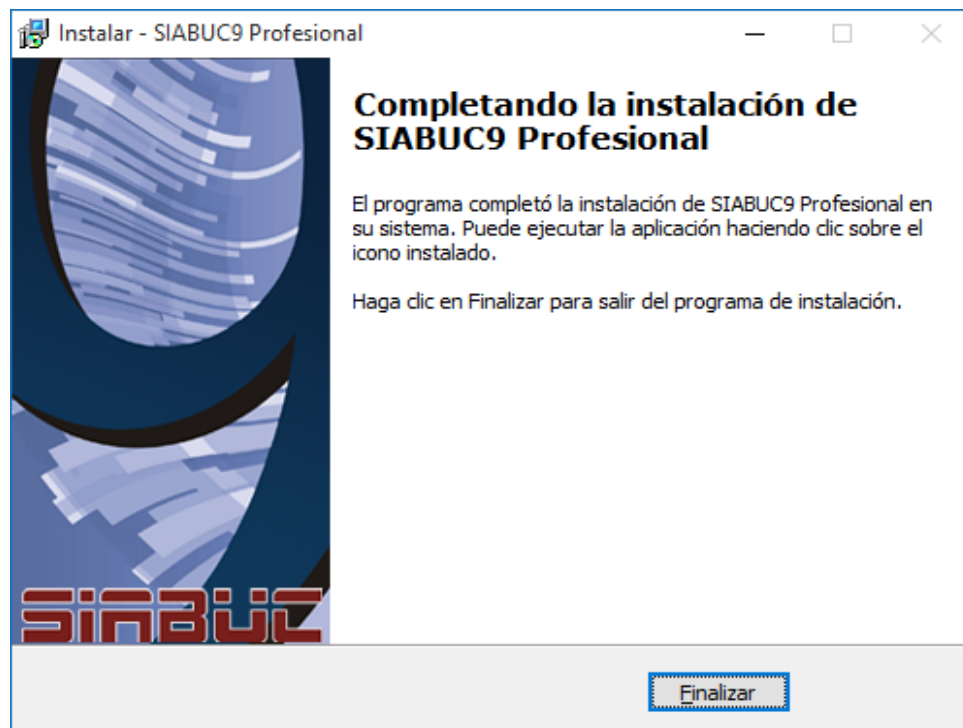 Instalar - SIABUC9 Profesional
Completando la instalación de
SIABUC9 Profesional
El programa completó la instalación de SIABUC9 Profesional en
su sistema. Puede ejecutar la aplicación haciendo clic sobre el
icono instalado.
Haga clic en Finalizar para salir del programa de instalación.
SIABUC
Finalizar